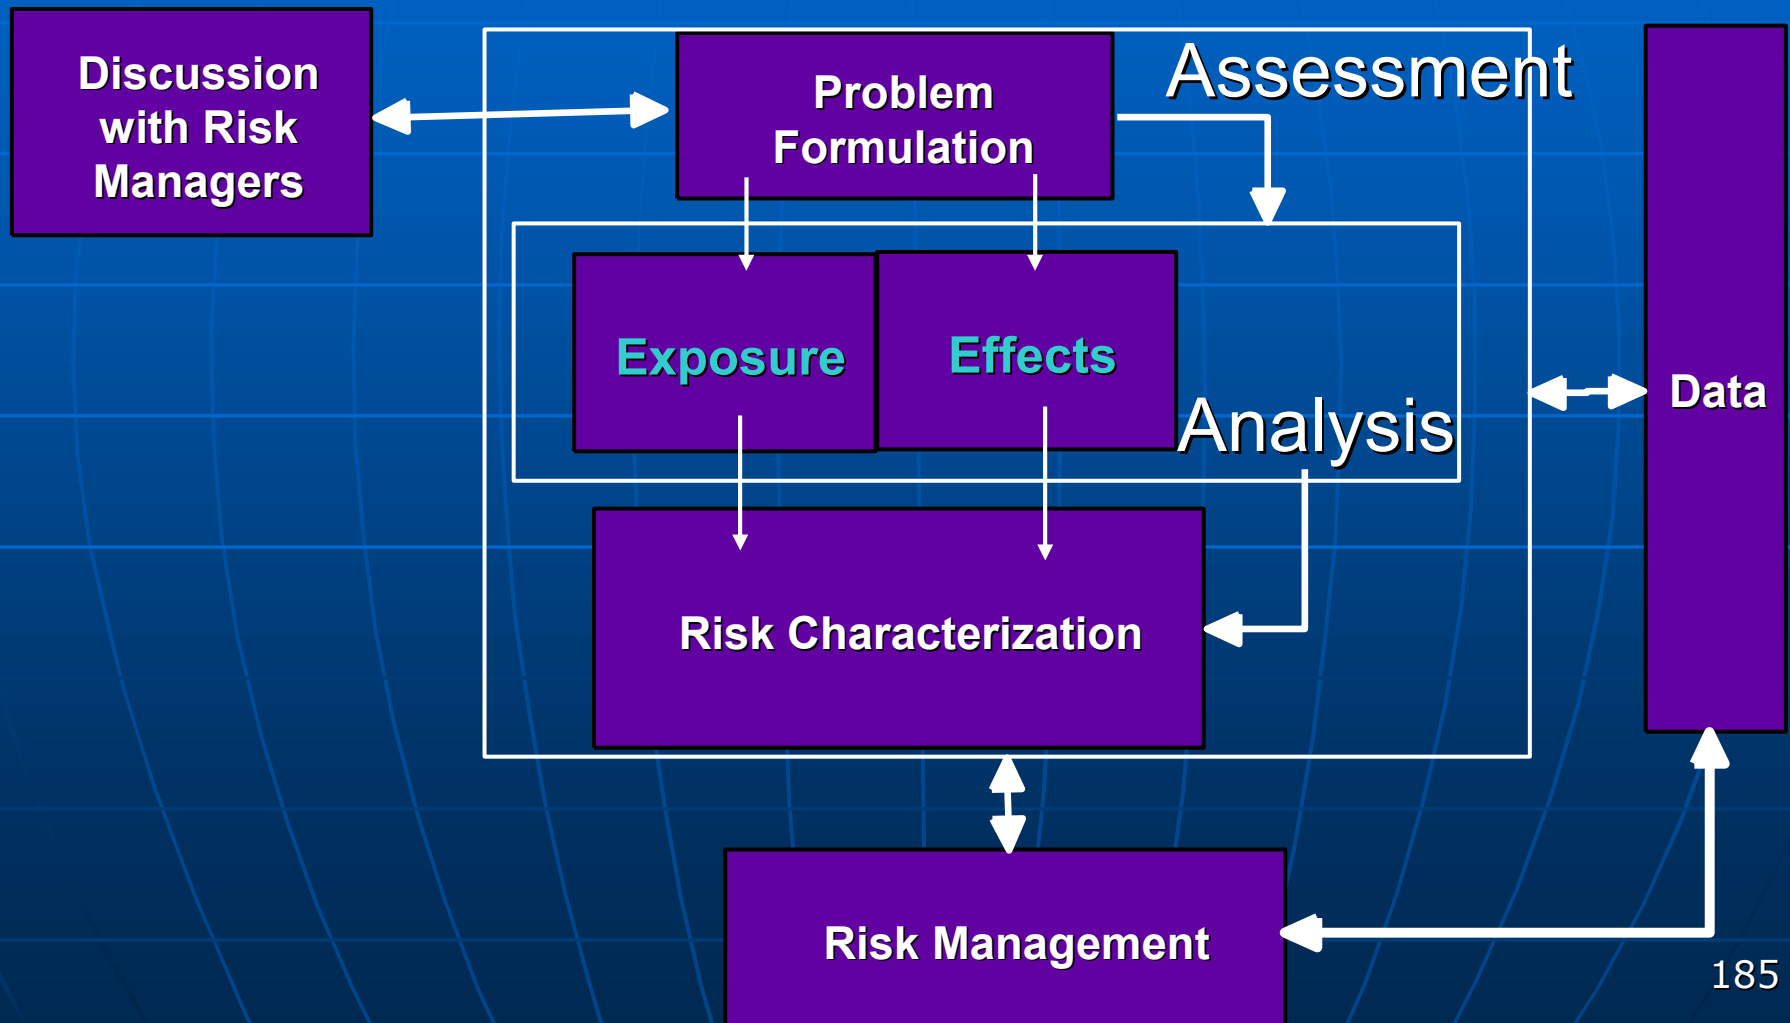 Discussion
with Risk
Managers
Problem
Formulation
Assessment
Exposure
Effects
Analysis
Data
Risk Characterization
Risk Management
185